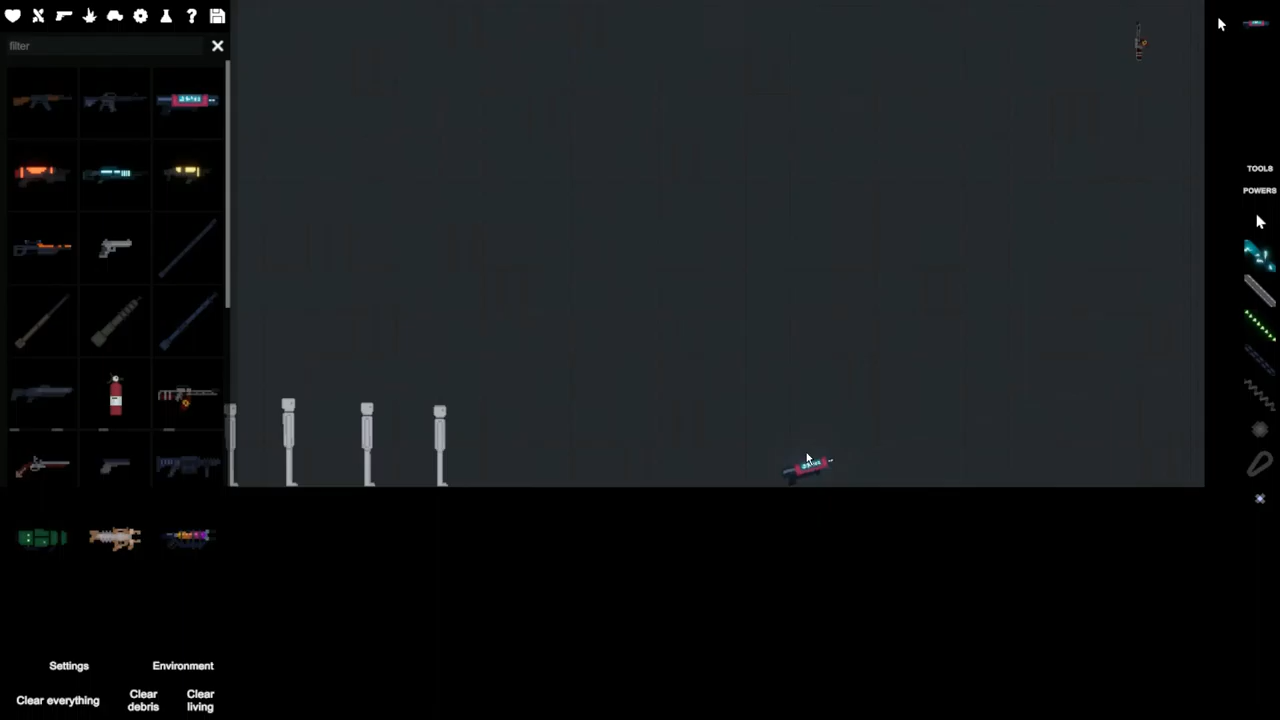 filter
TOOLS
POWERS
Settings
Environment
Clear everything
Clear
debris
Clear
living